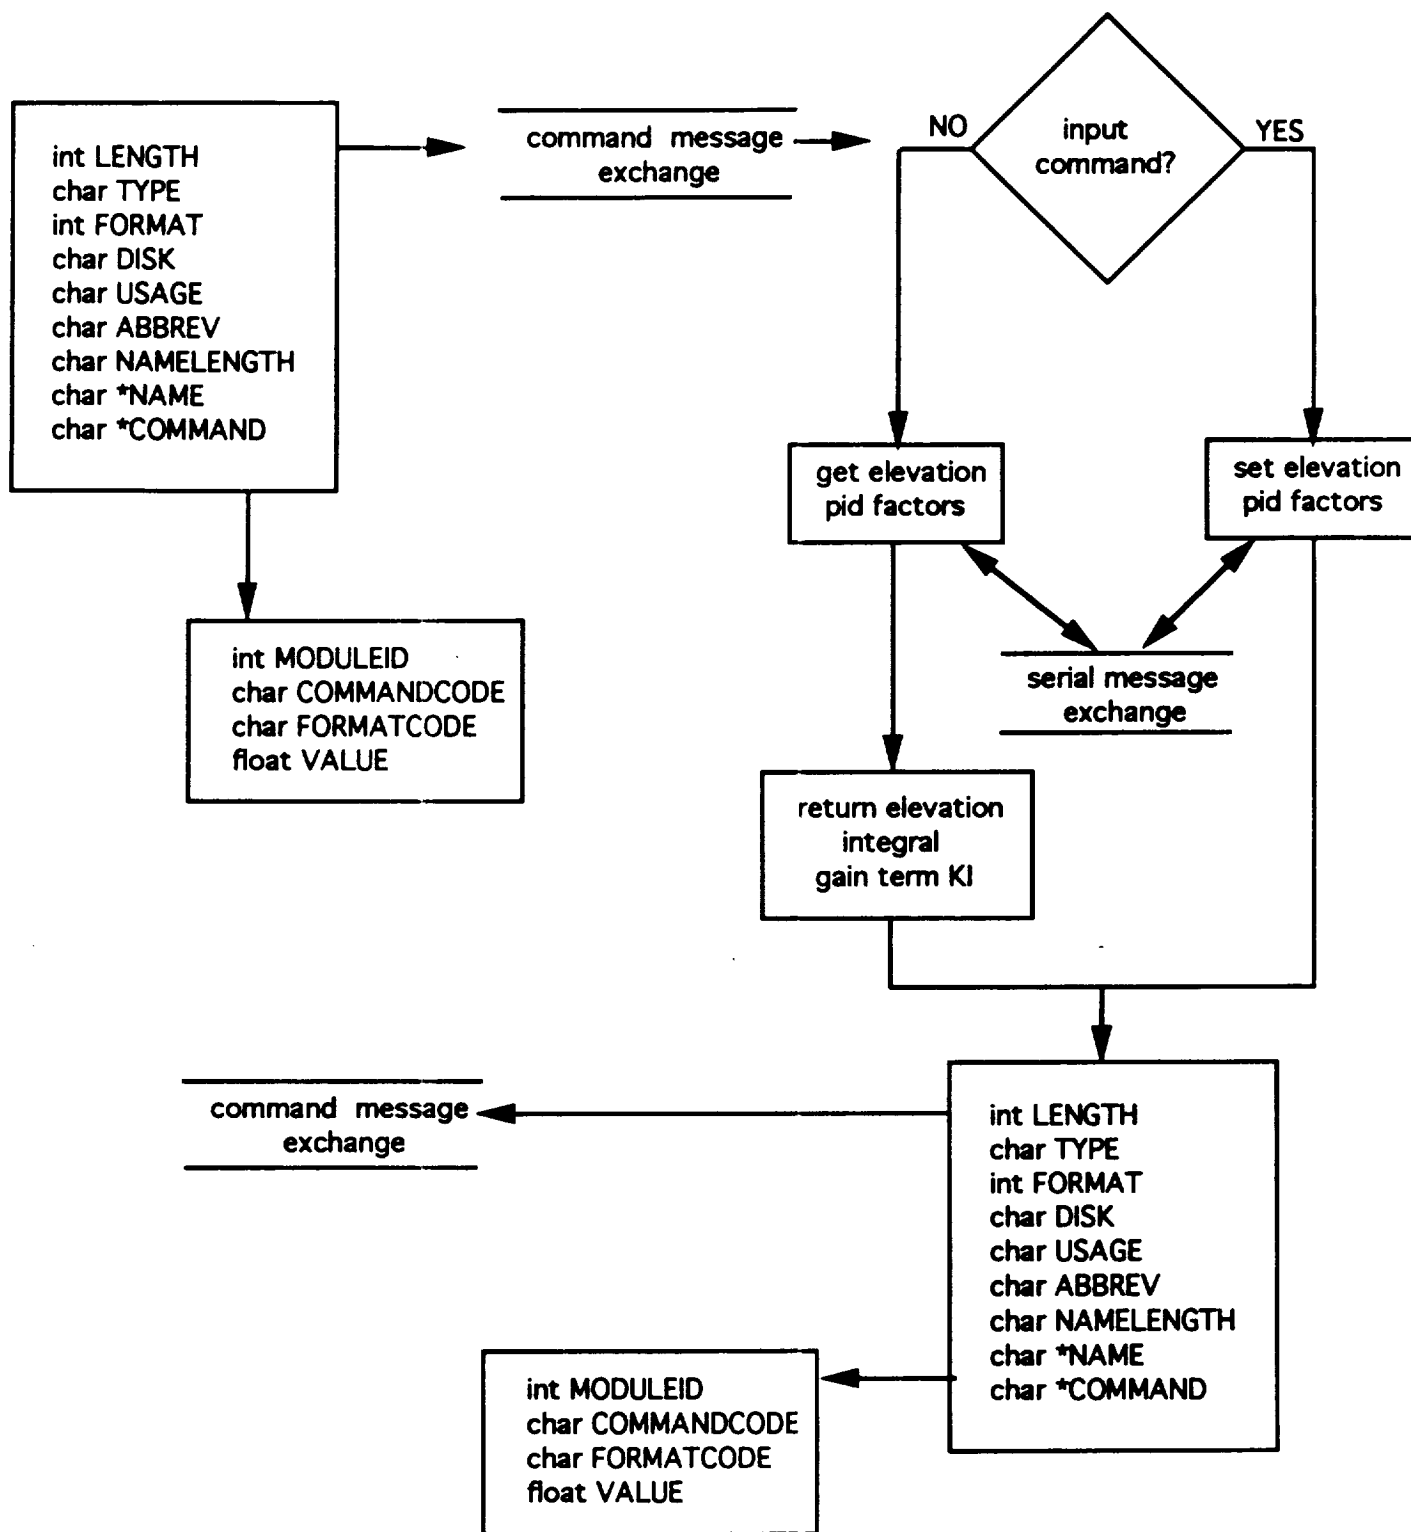 int LENGTH
char TYPE
int FORMAT
char DISK
char USAGE
char ABBREV
char NAMELENGTH
char *NAME
char *COMMAND
command message
exchange
NO
input
command?
YES
get elevation
pid factors
set elevation
pid factors
int MODULEID
char COMMANDCODE
char FORMATCODE
float VALUE
serial message
exchange
return elevation
integral
gain term KI
command message
exchange
int LENGTH
char TYPE
int FORMAT
char DISK
char USAGE
char ABBREV
char NAMELENGTH
char *NAME
char *COMMAND
int MODULEID
char COMMANDCODE
char FORMATCODE
float VALUE